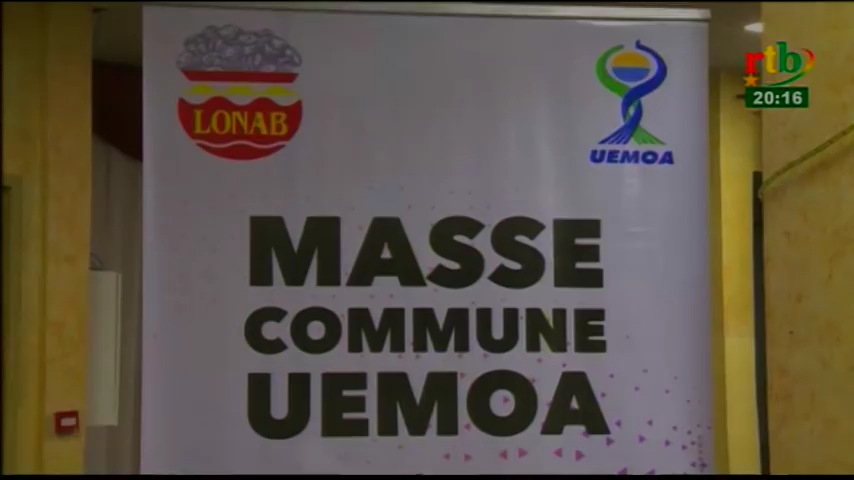 rtb
20:16
LONAB
UEMOA
MASSE
COMMUNE
UEMOA